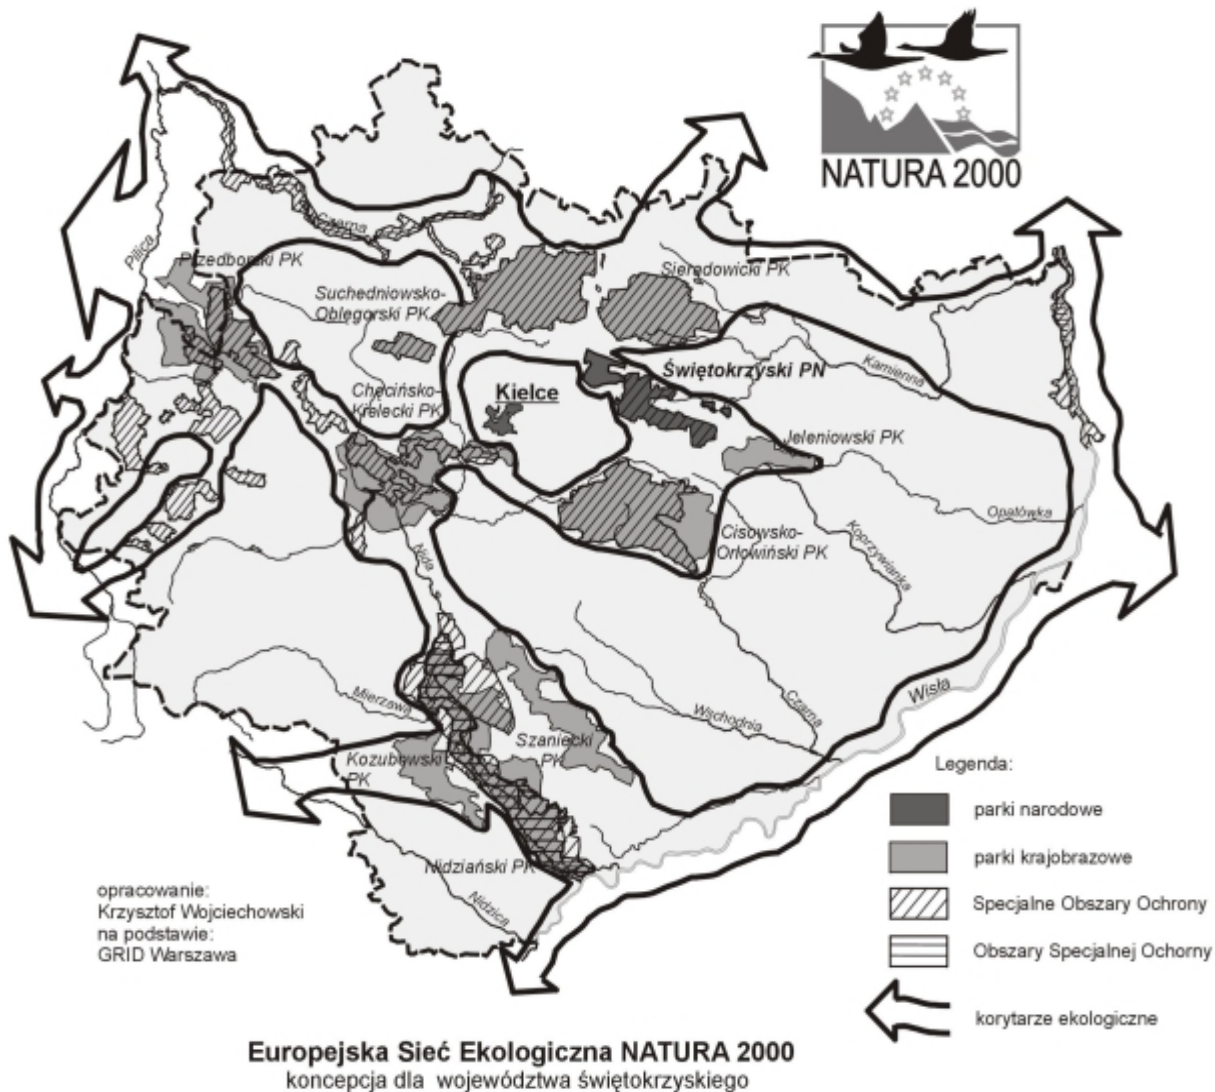 NATURA 2000
Pilica
Czarna
Przedborski PK
Suchedniowsko-
Oblęgorski PK
Sieradowicki PK
Kamienna
Świętokrzyski PN
Kielce
Chęcińsko-
Kielecki PK
Jeleniowski PK
Opatówka
Koprzywianka
Cisowsko-
Orłowiński PK
Nida
Mierzawa
Wschodnia
Czarna
Wisła
Szaniecki
PK
Kozubowski
PK
Nidziański PK
Nidzica
Legenda:
parki narodowe
parki krajobrazowe
Specjalne Obszary Ochrony
Obszary Specjalnej Ochorny
korytarze ekologiczne
opracowanie:
Krzysztof Wojciechowski
na podstawie:
GRID Warszawa
Europejska Sieć Ekologiczna NATURA 2000
koncepcja dla województwa świętokrzyskiego